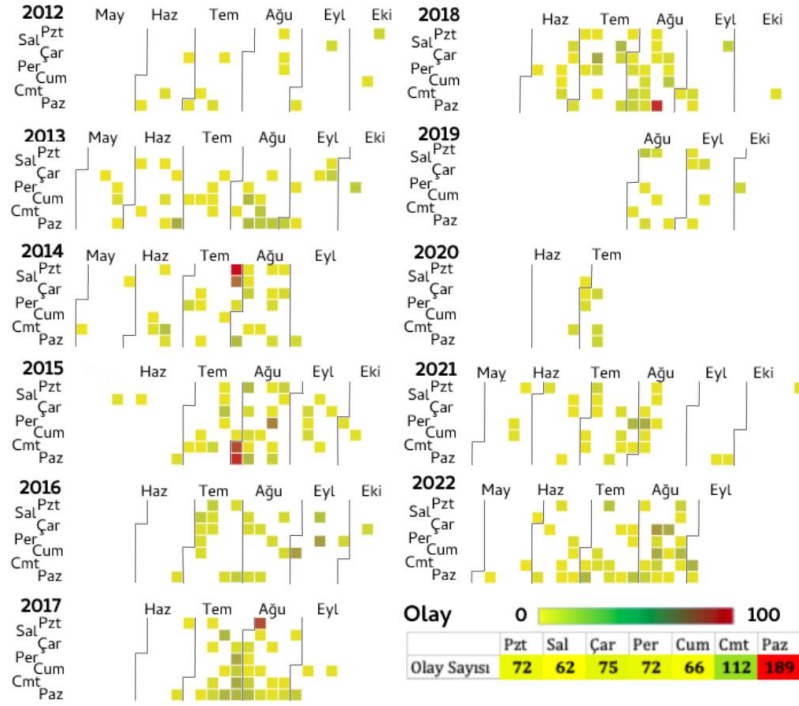 2012 May Haz Tem Ağu Eyl Eki
Pzt
Sal
Çar
Per
Cum
Cmt
Paz
2013 May Haz Tem Ağu Eyl Eki
Pzt
Sal
Çar
Per
Cum
Cmt
Paz
2014 May Haz Tem Ağu Eyl
Pzt
Sal
Çar
Per
Cum
Cmt
Paz
2015 Haz Tem Ağu Eyl Eki
Pzt
Sal
Çar
Per
Cum
Cmt
Paz
2016 Haz Tem Ağu Eyl Eki
Pzt
Sal
Çar
Per
Cum
Cmt
Paz
2017 Haz Tem Ağu Eyl
Pzt
Sal
Çar
Per
Cum
Cmt
Paz
2018 Haz Tem Ağu Eyl Eki
Pzt
Sal
Çar
Per
Cum
Cmt
Paz
2019 Ağu Eyl Eki
Pzt
Sal
Çar
Per
Cum
Cmt
Paz
2020 Haz Tem
Pzt
Sal
Çar
Per
Cum
Cmt
Paz
2021 May Haz Tem Ağu Eyl Eki
Pzt
Sal
Çar
Per
Cum
Cmt
Paz
2022 May Haz Tem Ağu Eyl
Pzt
Sal
Çar
Per
Cum
Cmt
Paz
Olay 0 100
Pzt Sal Çar Per Cum Cmt Paz
Olay Sayısı 72 62 75 72 66 112 189